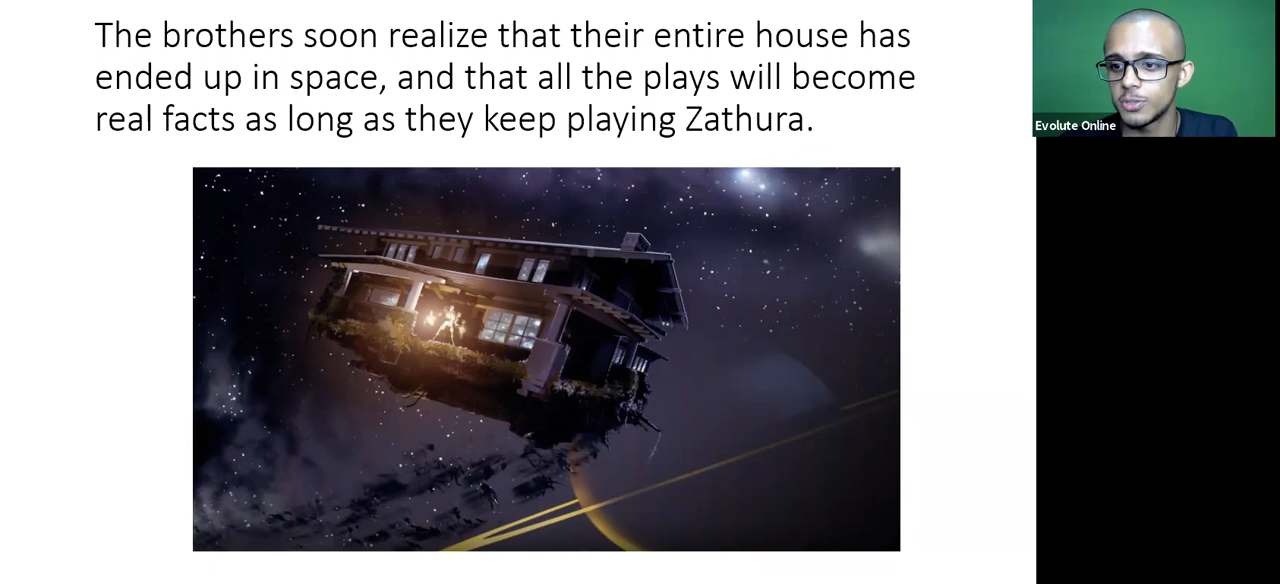 The brothers soon realize that their entire house has
ended up in space, and that all the plays will become
real facts as long as they keep playing Zathura.
Evolute Online